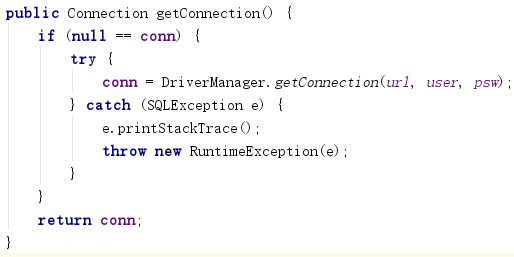 public Connection getConnection() {
    if (null == conn) {
        try {
            conn = DriverManager.getConnection(url, user, psw);
        } catch (SQLException e) {
            e.printStackTrace();
            throw new RuntimeException(e);
        }
    }
    return conn;
}